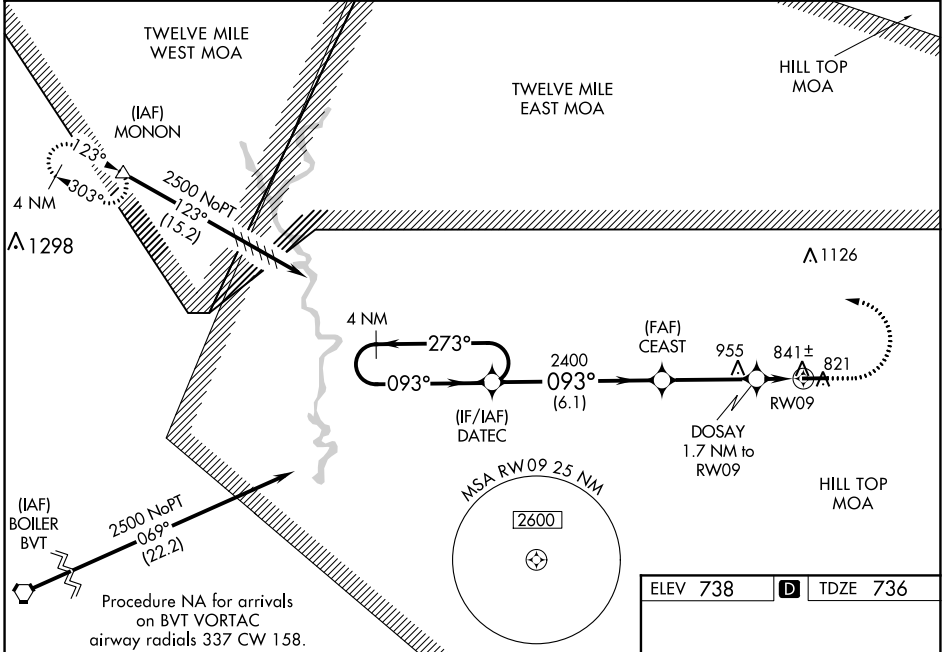 TWELVE MILE
WEST MOA
HILL TOP
MOA
TWELVE MILE
EAST MOA
(IAF)
MONON
123°
303°
4 NM
2500 NoPT
123°
(15.2)
1298
1126
4 NM
273°
093°
(IF/IAF)
DATEC
2400
093°
(6.1)
(FAF)
CEAST
955
841±
821
RW09
DOSAY
1.7 NM to
RW09
HILL TOP
MOA
MSA RW09 25 NM
2600
(IAF)
BOILER
BVT
2500 NoPT
069°
(22.2)
Procedure NA for arrivals
on BVT VORTAC
airway radials 337 CW 158.
ELEV 738 D TDZE 736